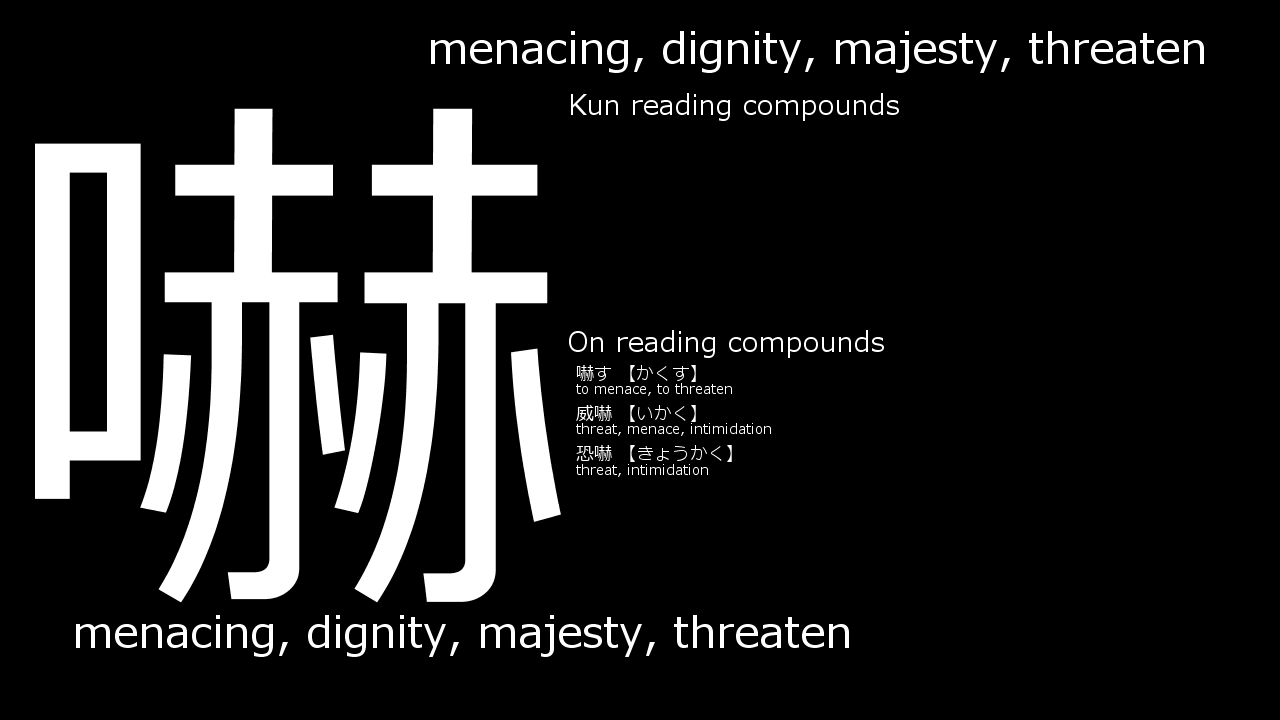 menacing, dignity, majesty, threaten
Kun reading compounds
嚇
On reading compounds
嚇す 【かくす】
to menace, to threaten
威嚇 【いかく】
threat, menace, intimidation
恐嚇 【きょうかく】
threat, intimidation
menacing, dignity, majesty, threaten